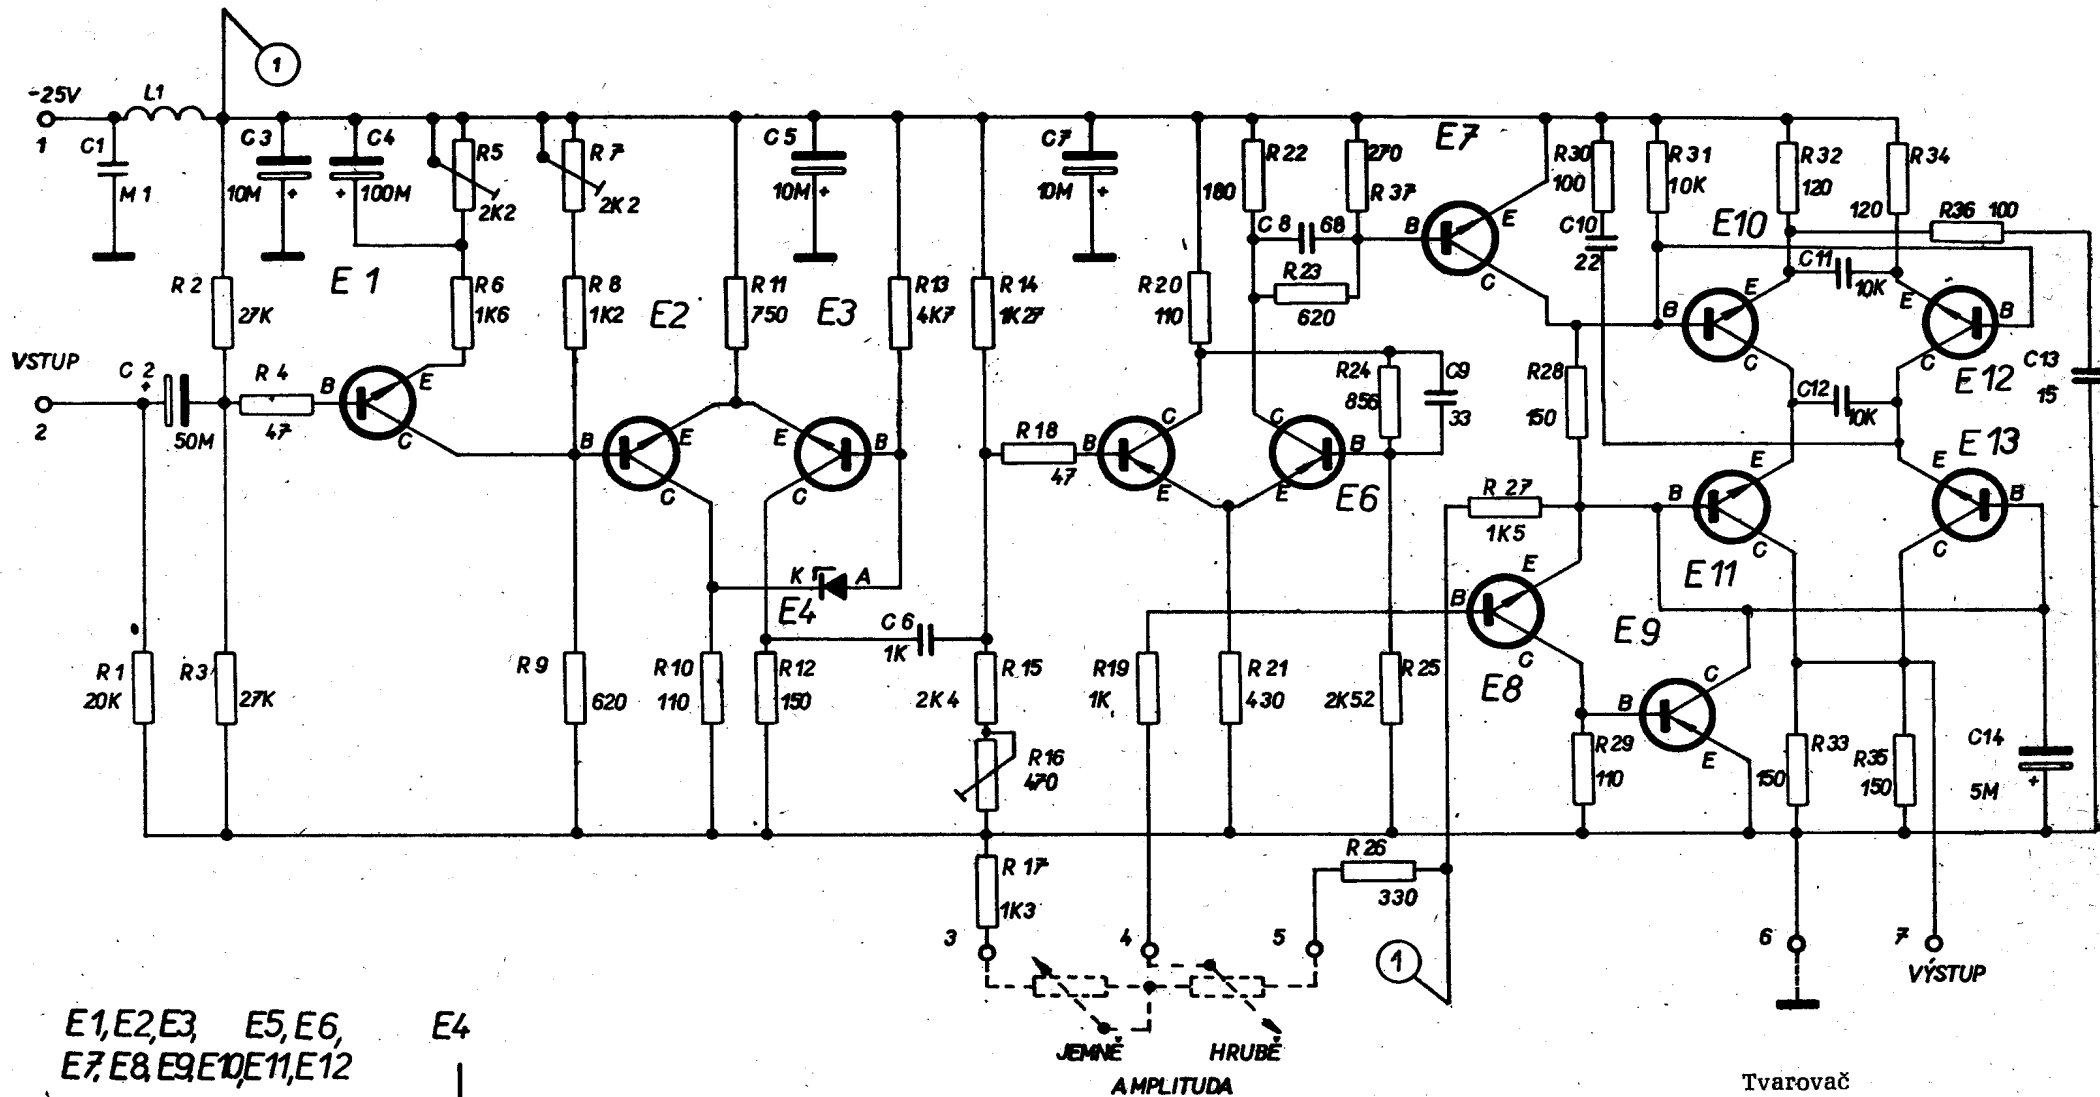 1
-25V
L1
1
C1
M1
C3
10M
+
C4
+
100M
R5
2K2
R7
2K2
C5
10M
+
C7
10M
+
R2
27K
E1
R6
1K6
R8
1K2
E2
R11
750
E3
R13
4K7
R14
1K27
R20
110
R22
180
270
R37
C8
68
R23
620
E7
B
E
C
R30
100
C10
22
R31
10K
E10
R32
120
R34
120
R36 100
C11
10K
B
E
C
E
B
C
E12
C13
15
VSTUP
2
C2
+
50M
R4
47
B
E
C
B
E
C
E
B
C
R18
47
B
C
E
C
B
E
E6
R24
856
C9
33
R28
150
C12
10K
E13
R27
1K5
B
E
C
E
B
C
E11
K
A
E4
C6
1K
R1
20K
R3
27K
R9
620
R10
110
R12
150
R15
2K4
R16
470
R19
1K
R21
430
R25
2K52
B
E
C
E8
E9
B
C
E
R29
110
R33
150
R35
150
C14
5M
+
R17
1K3
R26
330
3
4
5
1
6
7
VÝSTUP
JEMNĚ
HRUBĚ
AMPLITUDA
E1,E2,E3, E5,E6, E4
E7,E8,E9,E10,E11,E12
Tvarovač